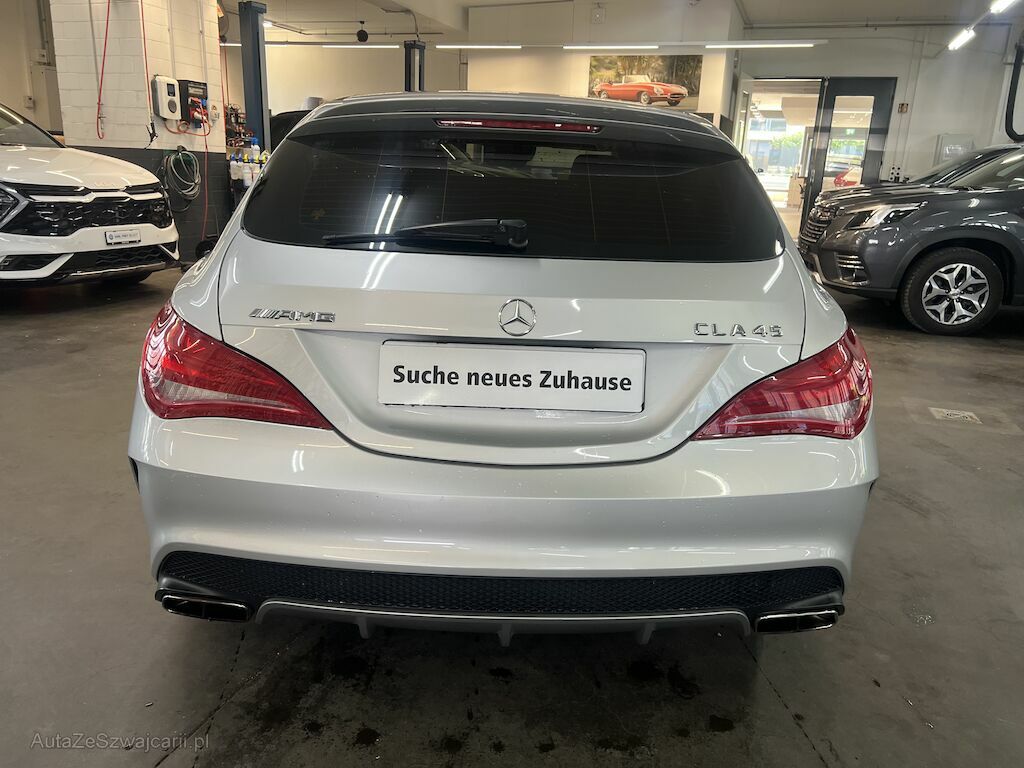 AMG
CLA 45
Suche neues Zuhause
AutaZeSzwajcarii.pl